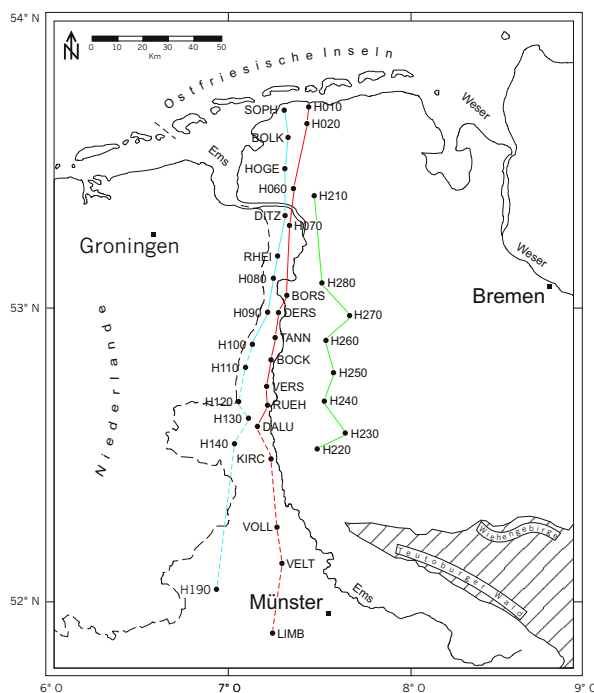 54° N
N
0 10 20 30 40 50
Km
Ostfriesische Inseln
SOPH
H010
H020
BOLK
Weser
Ems
HOGE
H060
H210
DITZ
H070
Groningen
RHEI
Weser
H080
H280
BORS
Bremen
53° N
H090
DERS
H270
TANN
H100
H260
BOCK
H110
H250
VERS
H120
RUEH
H240
H130
DALU
H230
Niederlande
H140
H220
KIRC
VOLL
Wiehengebirge
VELT
Teutoburger Wald
H190
Ems
52° N
Münster
LIMB
6° O
7°O
8° O
9° O